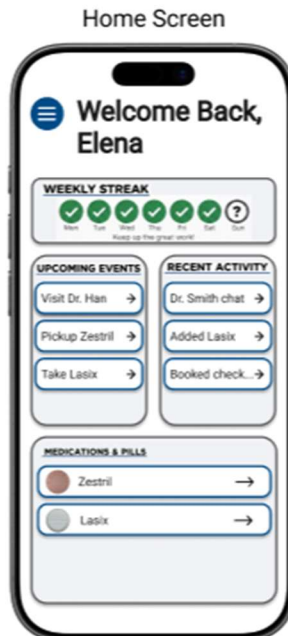 Home Screen
Welcome Back,
Elena
WEEKLY STREAK
Mon Tue Wed Thu Fri Sat Sun
Keep up the great work!
UPCOMING EVENTS
Visit Dr. Han
Pickup Zestril
Take Lasix
RECENT ACTIVITY
Dr. Smith chat
Added Lasix
Booked check...
MEDICATIONS & PILLS
Zestril
Lasix